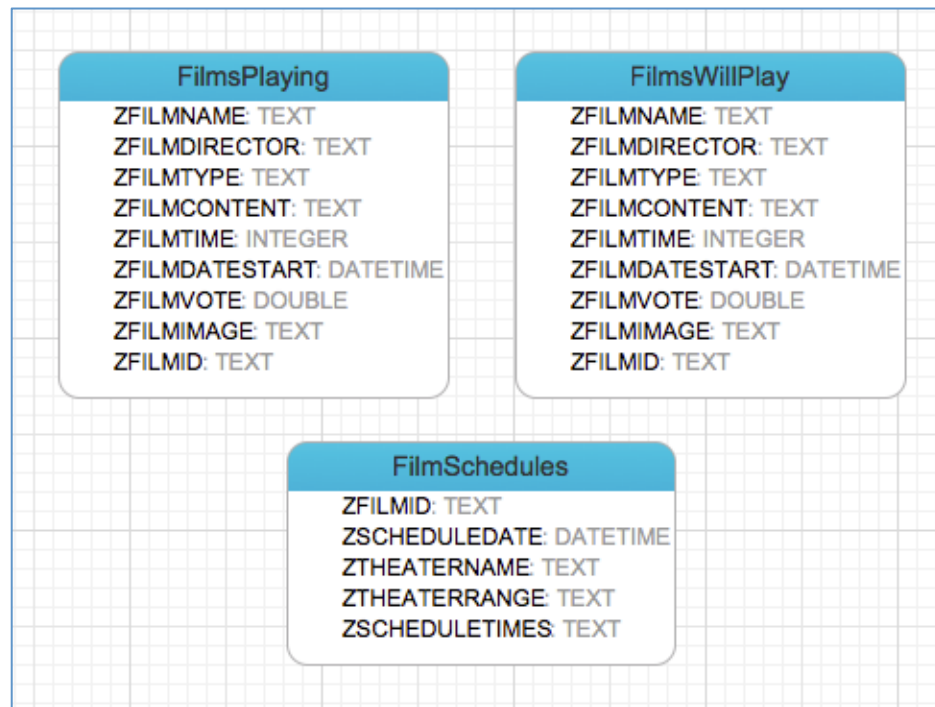 FilmsPlaying
ZFILMNAME: TEXT
ZFILMDIRECTOR: TEXT
ZFILMTYPE: TEXT
ZFILMCONTENT: TEXT
ZFILMTIME: INTEGER
ZFILMDATESTART: DATETIME
ZFILMVOTE: DOUBLE
ZFILMIMAGE: TEXT
ZFILMID: TEXT
FilmsWillPlay
ZFILMNAME: TEXT
ZFILMDIRECTOR: TEXT
ZFILMTYPE: TEXT
ZFILMCONTENT: TEXT
ZFILMTIME: INTEGER
ZFILMDATESTART: DATETIME
ZFILMVOTE: DOUBLE
ZFILMIMAGE: TEXT
ZFILMID: TEXT
FilmSchedules
ZFILMID: TEXT
ZSCHEDULEDATE: DATETIME
ZTHEATERNAME: TEXT
ZTHEATERRANGE: TEXT
ZSCHEDULETIMES: TEXT